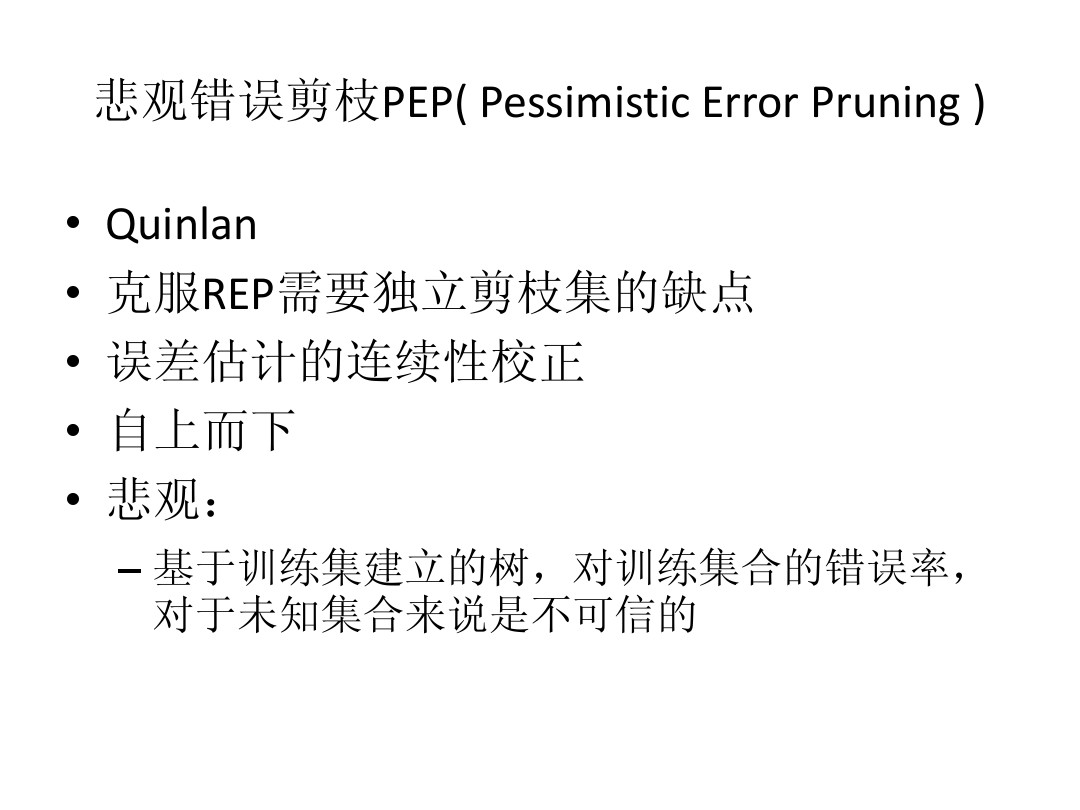 悲观错误剪枝PEP( Pessimistic Error Pruning )
• Quinlan
• 克服REP需要独立剪枝集的缺点
• 误差估计的连续性校正
• 自上而下
• 悲观：
– 基于训练集建立的树，对训练集合的错误率，
对于未知集合来说是不可信的